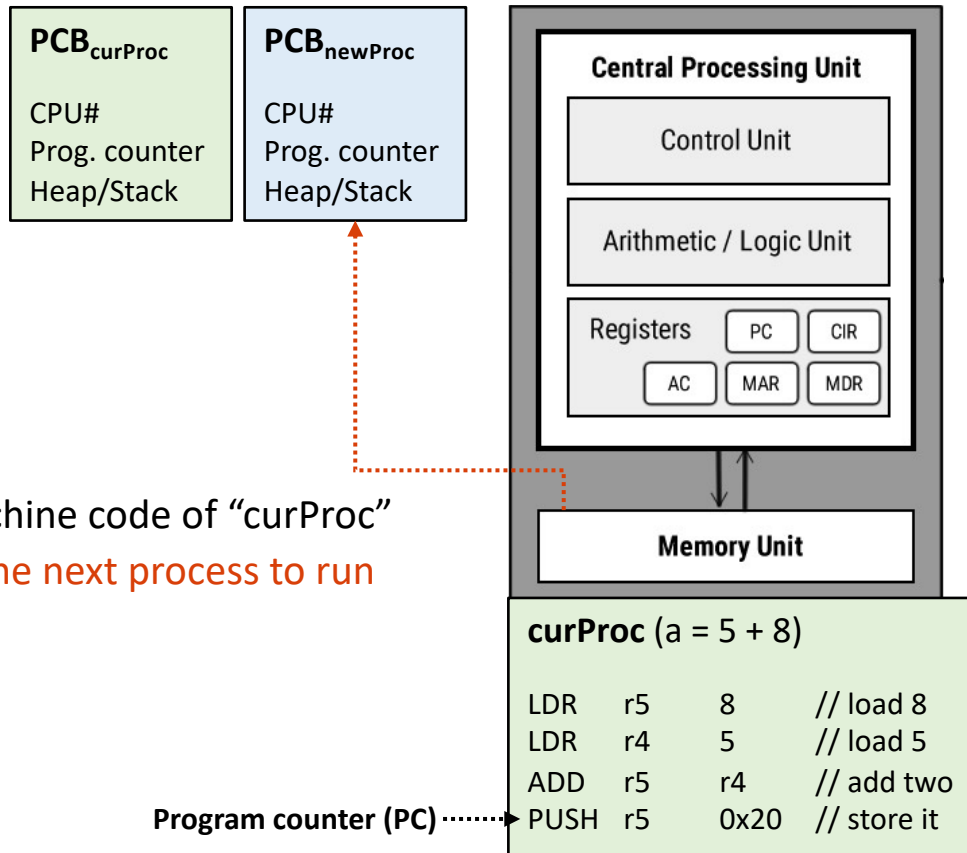 PCBcurProc
CPU#
Prog. counter
Heap/Stack
PCBnewProc
CPU#
Prog. counter
Heap/Stack
Central Processing Unit
Control Unit
Arithmetic / Logic Unit
Registers
PC
CIR
AC
MAR
MDR
Memory Unit
chine code of “curProc”
ne next process to run
curProc (a = 5 + 8)
LDR r5 8 // load 8
LDR r4 5 // load 5
ADD r5 r4 // add two
Program counter (PC) PUSH r5 0x20 // store it